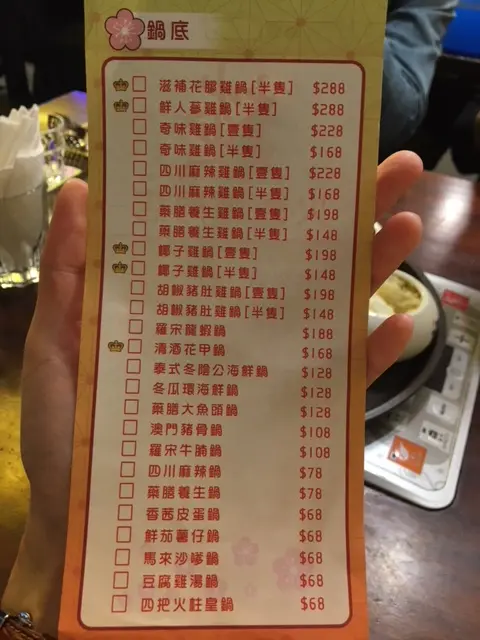 鍋底
滋補花膠雞鍋[半隻] $288
鮮人蔘雞鍋[半隻] $288
奇味雞鍋[壹隻] $228
奇味雞鍋[半隻] $168
四川麻辣雞鍋[壹隻] $228
四川麻辣雞鍋[半隻] $168
藥膳養生雞鍋[壹隻] $198
藥膳養生雞鍋[半隻] $148
椰子雞鍋[壹隻] $198
椰子雞鍋[半隻] $148
胡椒豬肚雞鍋[壹隻] $198
胡椒豬肚雞鍋[半隻] $148
羅宋龍蝦鍋 $188
清酒花甲鍋 $168
泰式冬陰公海鮮鍋 $128
冬瓜環海鮮鍋 $128
藥膳大魚頭鍋 $128
澳門豬骨鍋 $108
羅宋牛腩鍋 $108
四川麻辣鍋 $78
藥膳養生鍋 $78
香茜皮蛋鍋 $68
鮮茄薯仔鍋 $68
馬來沙嗲鍋 $68
豆腐雞湯鍋 $68
四把火柱皇鍋 $68